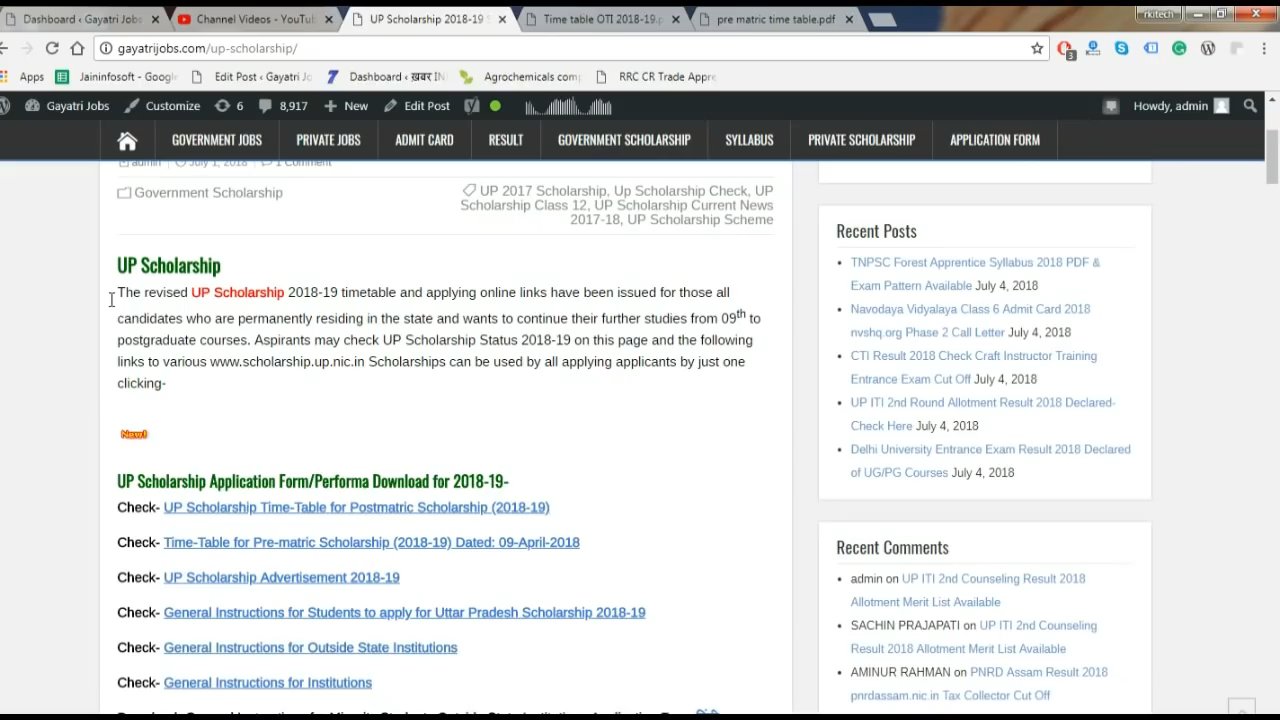 Dashboard ‹ Gayatri Jobs
Channel Videos - YouTub
UP Scholarship 2018-19 S
Time table OTI 2018-19.p
pre matric time table.pdf
rkitech
gayatrijobs.com/up-scholarship/
3
Apps
Jaininfosoft - Google
Edit Post ‹ Gayatri Jo
Dashboard ‹ ख़बर IN
Agrochemicals com
RRC CR Trade Appre
Gayatri Jobs
Customize
6
8,917
New
Edit Post
Howdy, admin
GOVERNMENT JOBS
PRIVATE JOBS
ADMIT CARD
RESULT
GOVERNMENT SCHOLARSHIP
SYLLABUS
PRIVATE SCHOLARSHIP
APPLICATION FORM
admin July 1, 2018 1 Comment
Government Scholarship
UP 2017 Scholarship, Up Scholarship Check, UP
Scholarship Class 12, UP Scholarship Current News
2017-18, UP Scholarship Scheme
UP Scholarship
The revised UP Scholarship 2018-19 timetable and applying online links have been issued for those all
candidates who are permanently residing in the state and wants to continue their further studies from 09th to
postgraduate courses. Aspirants may check UP Scholarship Status 2018-19 on this page and the following
links to various www.scholarship.up.nic.in Scholarships can be used by all applying applicants by just one
clicking-
New!
UP Scholarship Application Form/Performa Download for 2018-19-
Check- UP Scholarship Time-Table for Postmatric Scholarship (2018-19)
Check- Time-Table for Pre-matric Scholarship (2018-19) Dated: 09-April-2018
Check- UP Scholarship Advertisement 2018-19
Check- General Instructions for Students to apply for Uttar Pradesh Scholarship 2018-19
Check- General Instructions for Outside State Institutions
Check- General Instructions for Institutions
Recent Posts
TNPSC Forest Apprentice Syllabus 2018 PDF &
Exam Pattern Available July 4, 2018
Navodaya Vidyalaya Class 6 Admit Card 2018
nvshq.org Phase 2 Call Letter July 4, 2018
CTI Result 2018 Check Craft Instructor Training
Entrance Exam Cut Off July 4, 2018
UP ITI 2nd Round Allotment Result 2018 Declared-
Check Here July 4, 2018
Delhi University Entrance Exam Result 2018 Declared
of UG/PG Courses July 4, 2018
Recent Comments
admin on UP ITI 2nd Counseling Result 2018
Allotment Merit List Available
SACHIN PRAJAPATI on UP ITI 2nd Counseling
Result 2018 Allotment Merit List Available
AMINUR RAHMAN on PNRD Assam Result 2018
pnrdassam.nic.in Tax Collector Cut Off